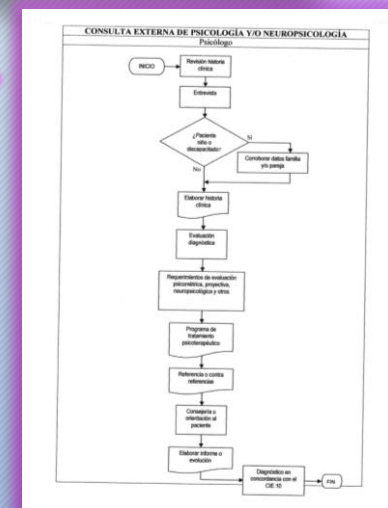 CONSULTA EXTERNA DE PSICOLOGÍA Y/O NEUROPSICOLOGÍA
Psicólogo
INICIO
Revisión historia
clínica
Entrevista
¿Paciente
niño o
discapacitado?
Sí
No
Corroborar datos familia
y/o pareja
Elaborar historia
clínica
Evaluación
diagnóstica
Requerimientos de evaluación
psicométrica, proyectiva,
neuropsicológica y otros
Programa de
tratamiento
psicoterapéutico
Referencia o contra
referencias
Consejería u
orientación al
paciente
Elaborar informe o
evolución
Diagnóstico en
concordancia con el
CIE 10
FIN